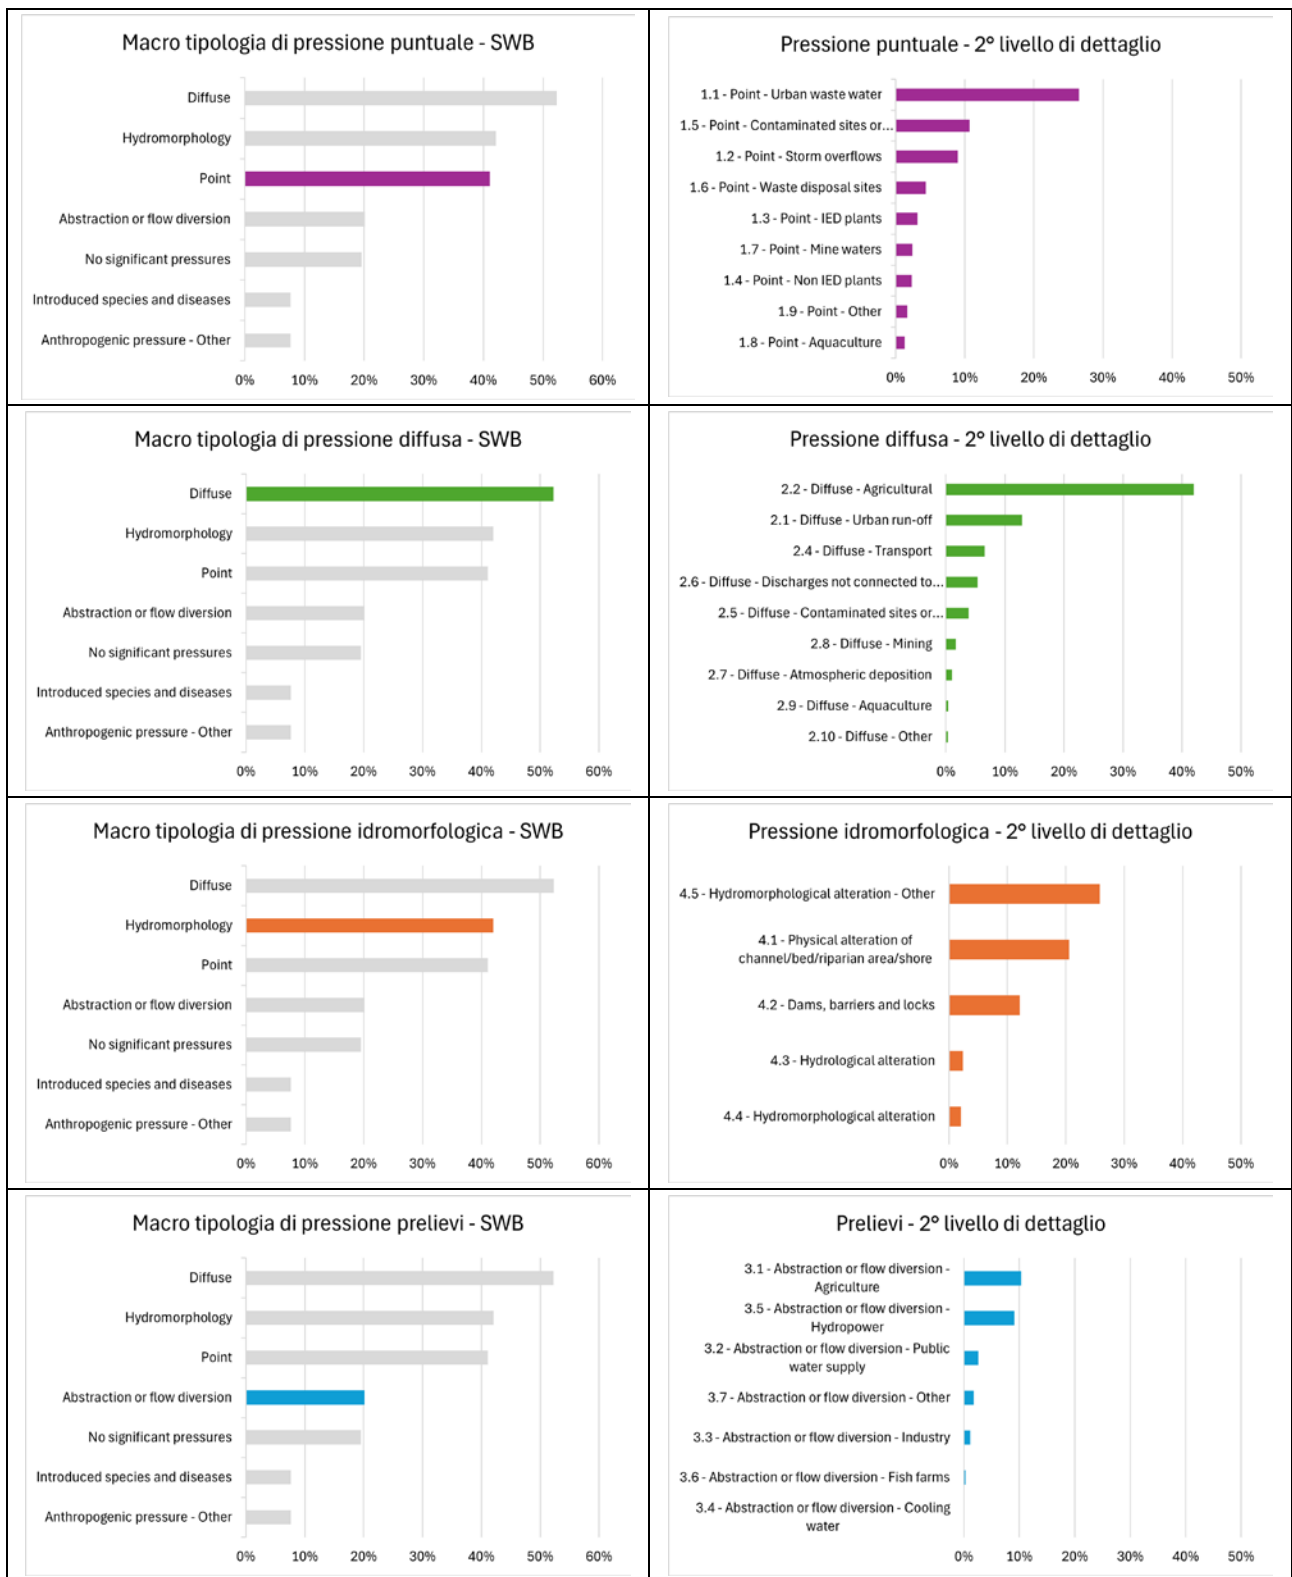 Macro tipologia di pressione puntuale - SWB
Diffuse
Hydromorphology
Point
Abstraction or flow diversion
No significant pressures
Introduced species and diseases
Anthropogenic pressure - Other
0% 10% 20% 30% 40% 50% 60%
Pressione puntuale - 2° livello di dettaglio
1.1 - Point - Urban waste water
1.5 - Point - Contaminated sites or...
1.2 - Point - Storm overflows
1.6 - Point - Waste disposal sites
1.3 - Point - IED plants
1.7 - Point - Mine waters
1.4 - Point - Non IED plants
1.9 - Point - Other
1.8 - Point - Aquaculture
0% 10% 20% 30% 40% 50%
Macro tipologia di pressione diffusa - SWB
Diffuse
Hydromorphology
Point
Abstraction or flow diversion
No significant pressures
Introduced species and diseases
Anthropogenic pressure - Other
0% 10% 20% 30% 40% 50% 60%
Pressione diffusa - 2° livello di dettaglio
2.2 - Diffuse - Agricultural
2.1 - Diffuse - Urban run-off
2.4 - Diffuse - Transport
2.6 - Diffuse - Discharges not connected to...
2.5 - Diffuse - Contaminated sites or...
2.8 - Diffuse - Mining
2.7 - Diffuse - Atmospheric deposition
2.9 - Diffuse - Aquaculture
2.10 - Diffuse - Other
0% 10% 20% 30% 40% 50%
Macro tipologia di pressione idromorfologica - SWB
Diffuse
Hydromorphology
Point
Abstraction or flow diversion
No significant pressures
Introduced species and diseases
Anthropogenic pressure - Other
0% 10% 20% 30% 40% 50% 60%
Pressione idromorfologica - 2° livello di dettaglio
4.5 - Hydromorphological alteration - Other
4.1 - Physical alteration of
channel/bed/riparian area/shore
4.2 - Dams, barriers and locks
4.3 - Hydrological alteration
4.4 - Hydromorphological alteration
0% 10% 20% 30% 40% 50%
Macro tipologia di pressione prelievi - SWB
Diffuse
Hydromorphology
Point
Abstraction or flow diversion
No significant pressures
Introduced species and diseases
Anthropogenic pressure - Other
0% 10% 20% 30% 40% 50% 60%
Prelievi - 2° livello di dettaglio
3.1 - Abstraction or flow diversion -
Agriculture
3.5 - Abstraction or flow diversion -
Hydropower
3.2 - Abstraction or flow diversion - Public
water supply
3.7 - Abstraction or flow diversion - Other
3.3 - Abstraction or flow diversion - Industry
3.6 - Abstraction or flow diversion - Fish farms
3.4 - Abstraction or flow diversion - Cooling
water
0% 10% 20% 30% 40% 50%